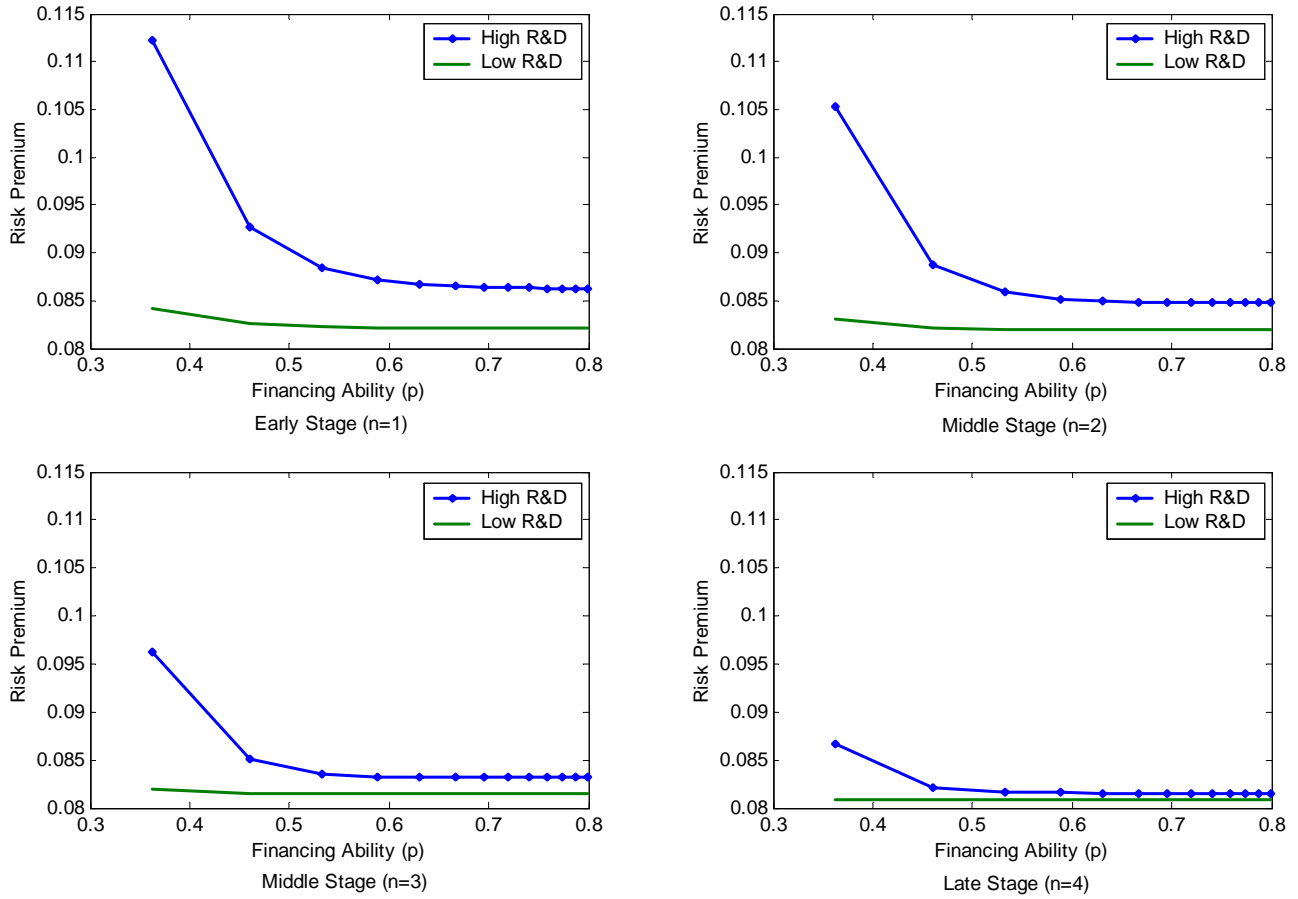 0.115
0.11
0.105
0.1
0.095
0.09
0.085
0.08
Risk Premium
High R&D
Low R&D
0.3 0.4 0.5 0.6 0.7 0.8
Financing Ability (p)
Early Stage (n=1)
0.115
0.11
0.105
0.1
0.095
0.09
0.085
0.08
Risk Premium
High R&D
Low R&D
0.3 0.4 0.5 0.6 0.7 0.8
Financing Ability (p)
Middle Stage (n=2)
0.115
0.11
0.105
0.1
0.095
0.09
0.085
0.08
Risk Premium
High R&D
Low R&D
0.3 0.4 0.5 0.6 0.7 0.8
Financing Ability (p)
Middle Stage (n=3)
0.115
0.11
0.105
0.1
0.095
0.09
0.085
0.08
Risk Premium
High R&D
Low R&D
0.3 0.4 0.5 0.6 0.7 0.8
Financing Ability (p)
Late Stage (n=4)